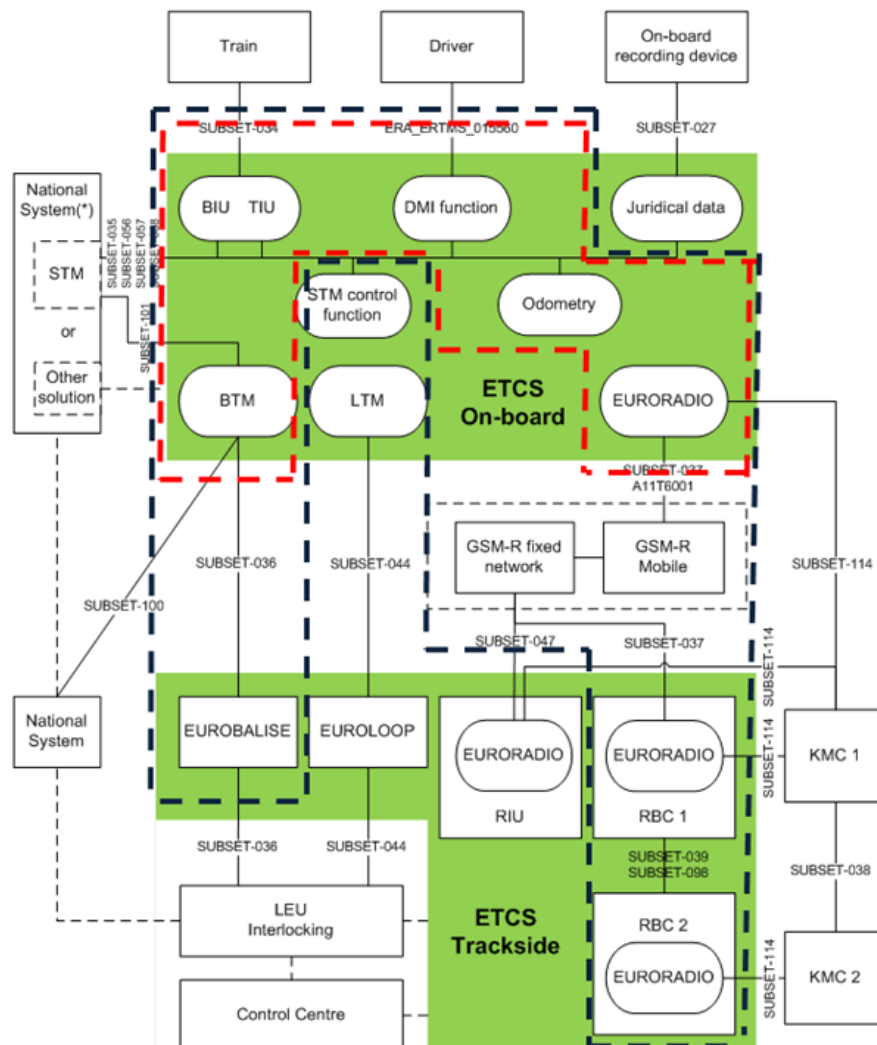 Train
Driver
On-board
recording device
SUBSET-034
ERA_ERTMS_015560
SUBSET-027
National
System(*)
SUBSET-035
SUBSET-056
SUBSET-057
BIU TIU
DMI function
Juridical data
STM
STM control
function
Odometry
or
SUBSET-101
Other
solution
BTM
LTM
ETCS
On-board
EURORADIO
SUBSET-037
A11T6001
GSM-R fixed
network
GSM-R
Mobile
SUBSET-036
SUBSET-044
SUBSET-114
SUBSET-100
SUBSET-047
SUBSET-037
SUBSET-114
National
System
EUROBALISE
EUROLOOP
EURORADIO
RIU
EURORADIO
RBC 1
SUBSET-114
KMC 1
SUBSET-036
SUBSET-044
SUBSET-039
SUBSET-098
SUBSET-038
LEU
Interlocking
ETCS
Trackside
RBC 2
EURORADIO
SUBSET-114
KMC 2
Control Centre